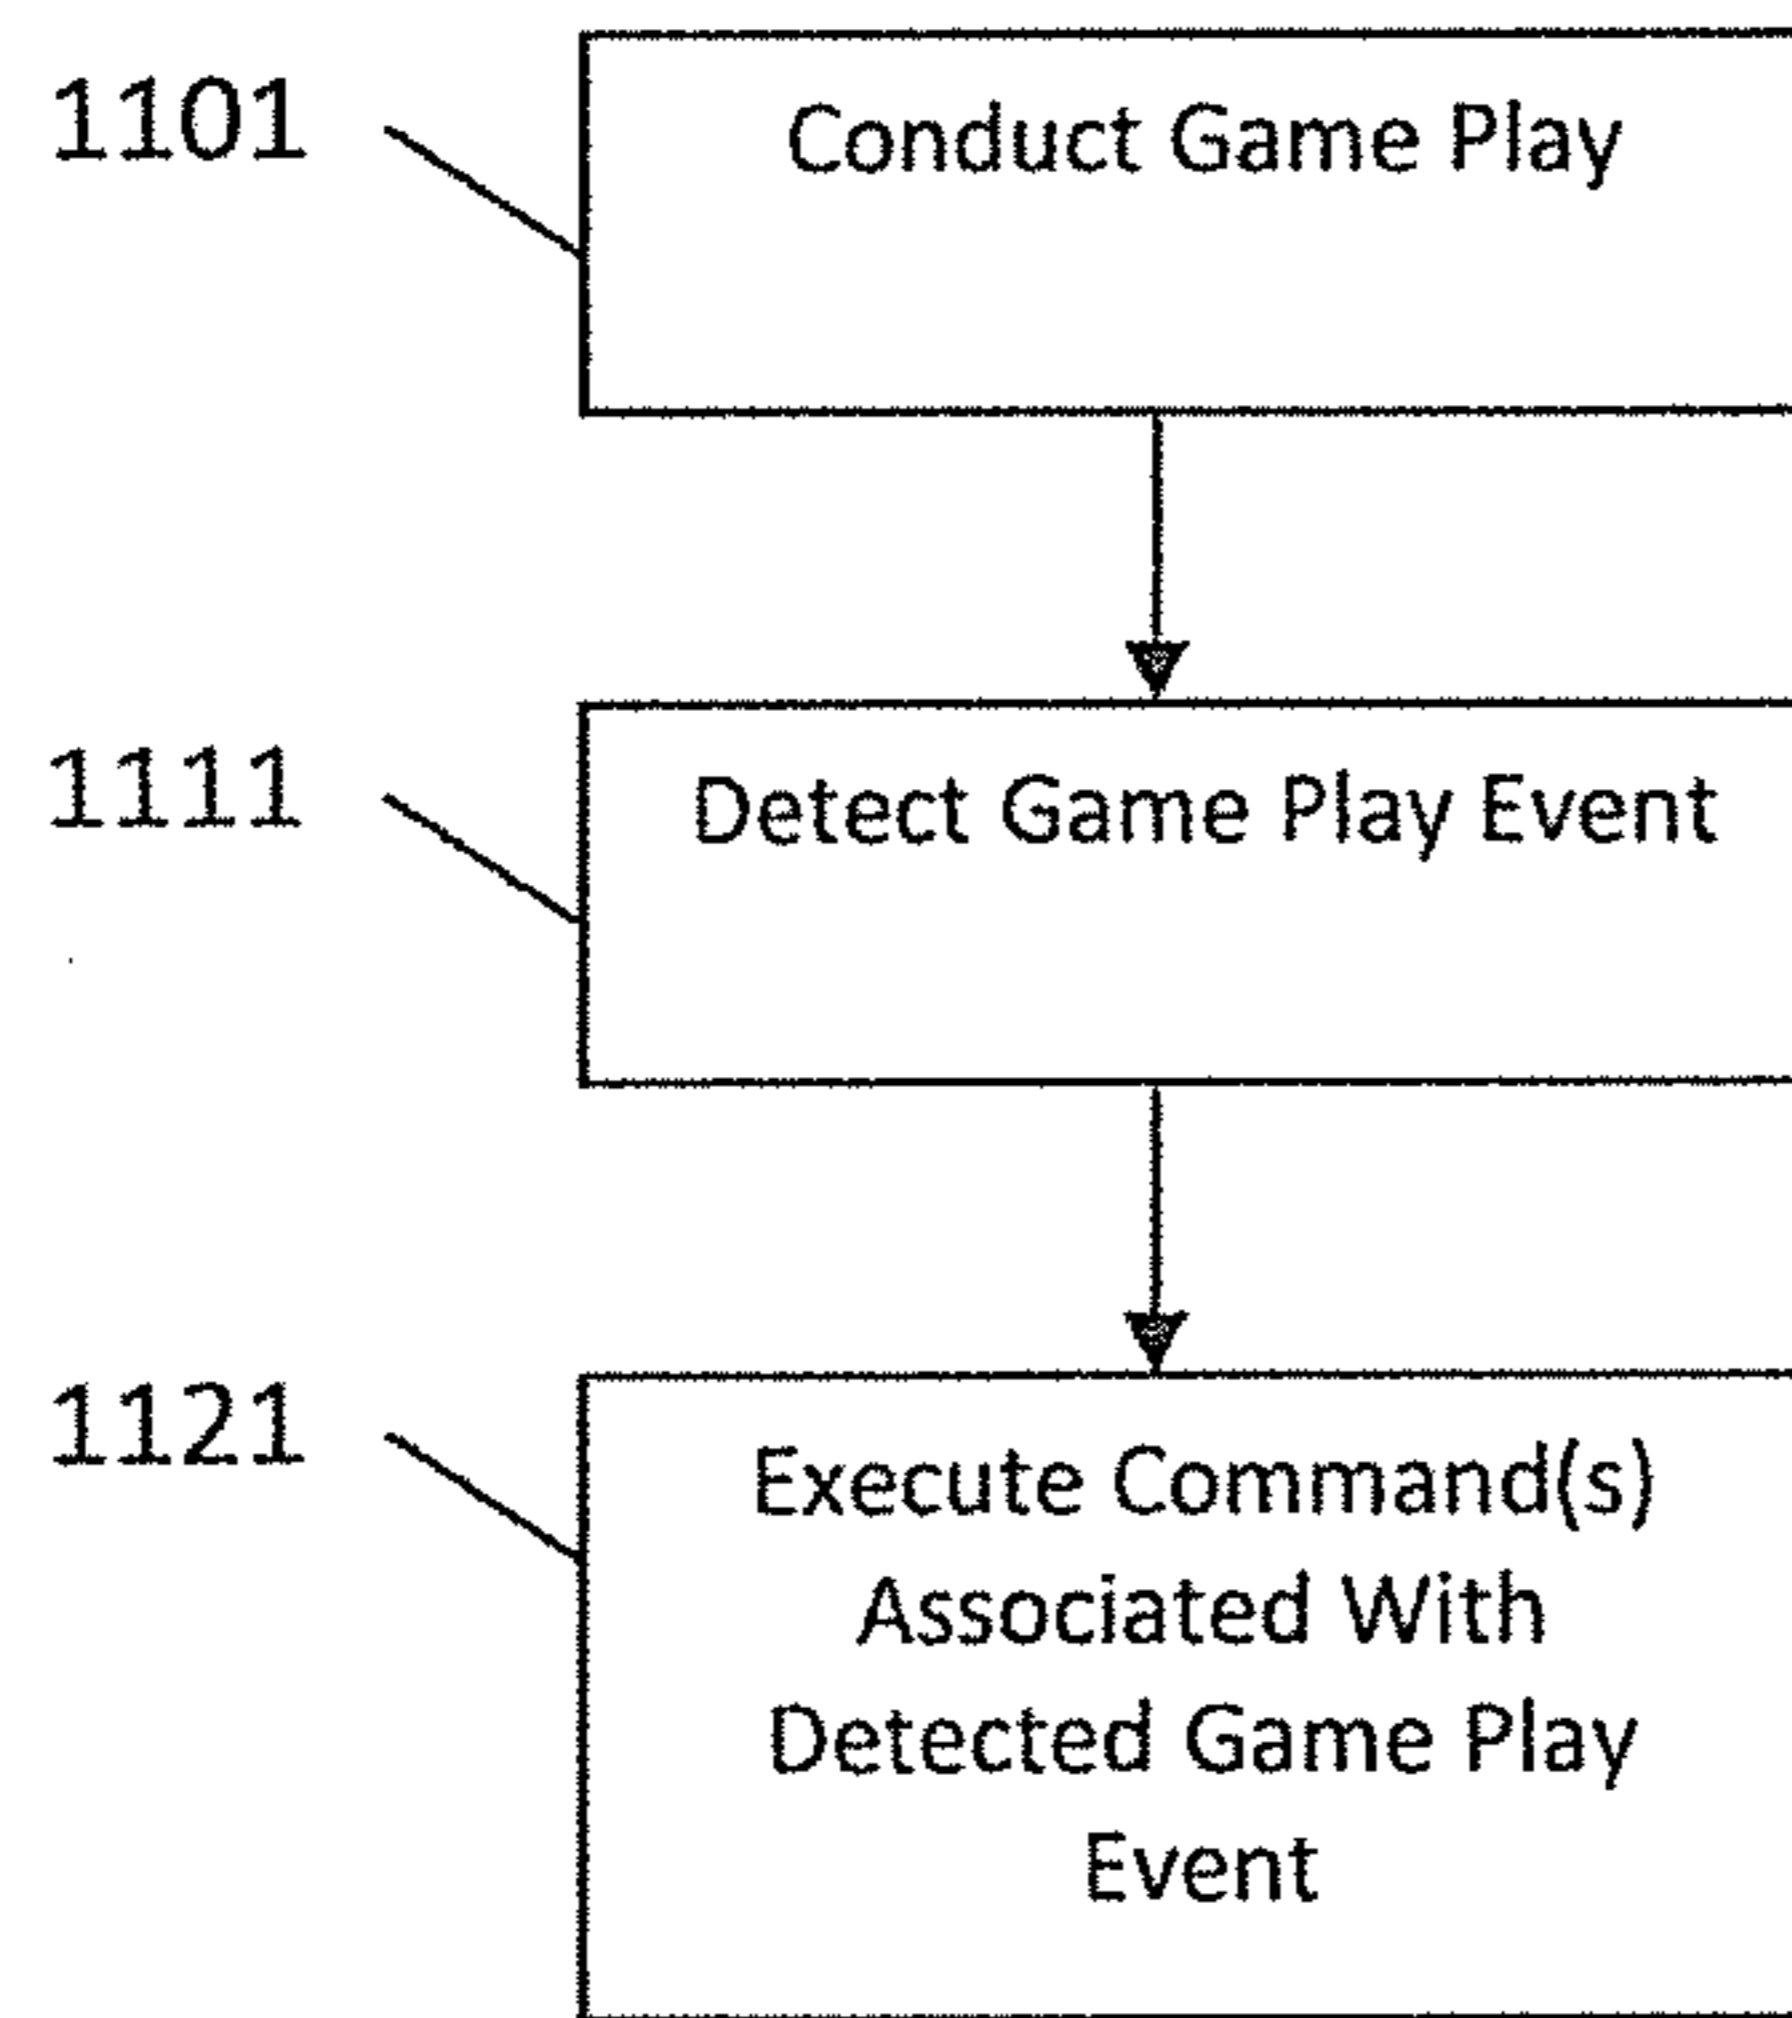 1101
Conduct Game Play
1111
Detect Game Play Event
1121
Execute Command(s)
Associated With
Detected Game Play
Event